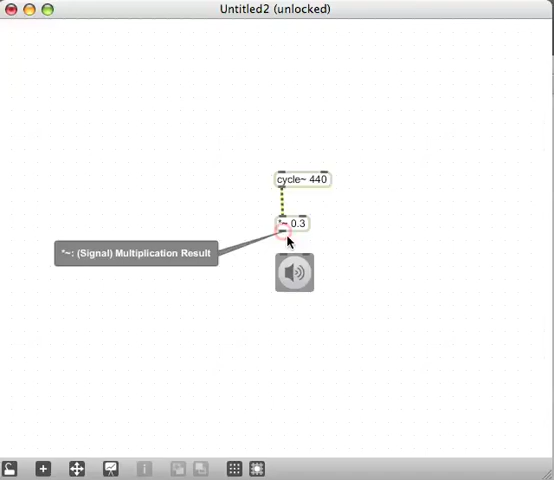 Untitled2 (unlocked)
cycle~ 440
*~ 0.3
*~: (Signal) Multiplication Result